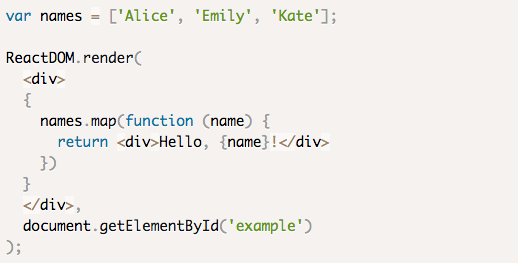 var names = ['Alice', 'Emily', 'Kate'];

ReactDOM.render(
  <div>
  {
    names.map(function (name) {
      return <div>Hello, {name}!</div>
    })
  }
  </div>,
  document.getElementById('example')
);